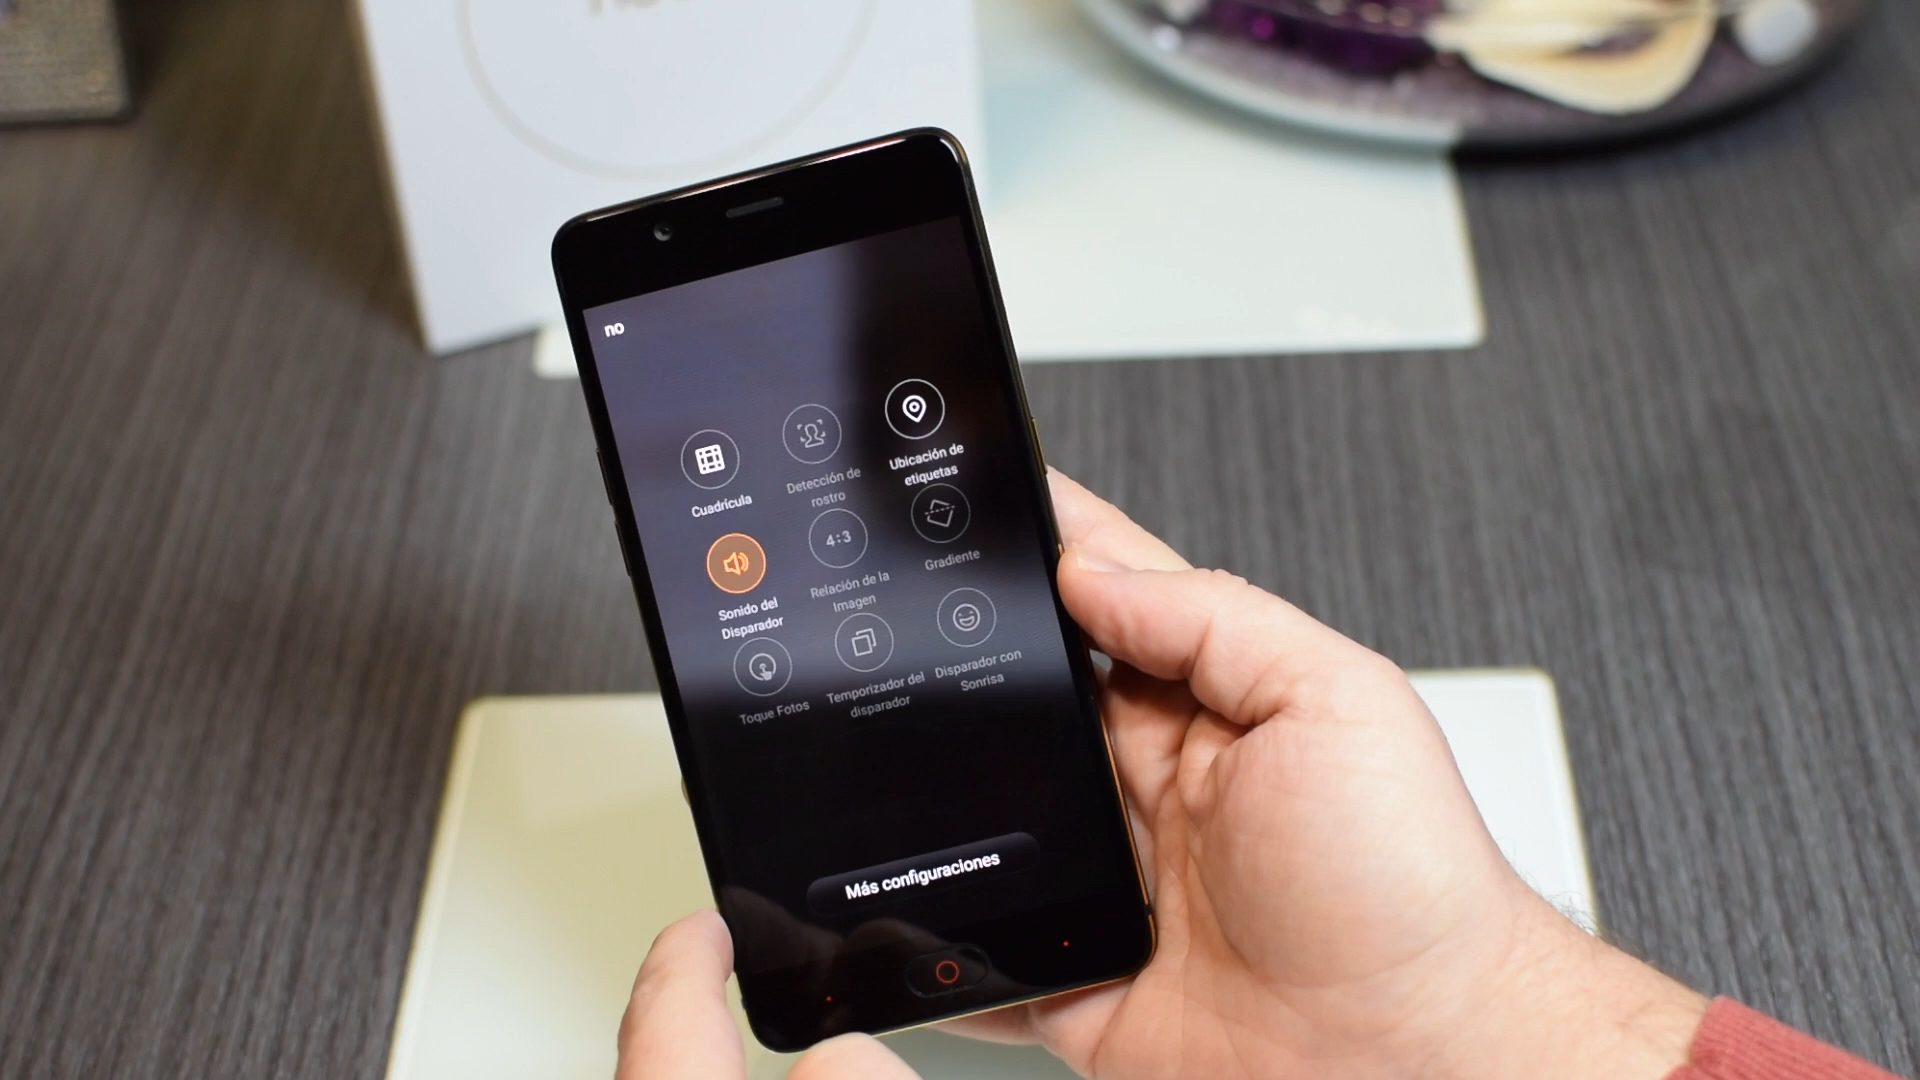 no
Cuadrícula
Detección de
rostro
Ubicación de
etiquetas
Sonido del
Disparador
4:3
Relación de la
Imagen
Gradiente
Toque Fotos
Temporizador del
disparador
Disparador con
Sonrisa
Más configuraciones